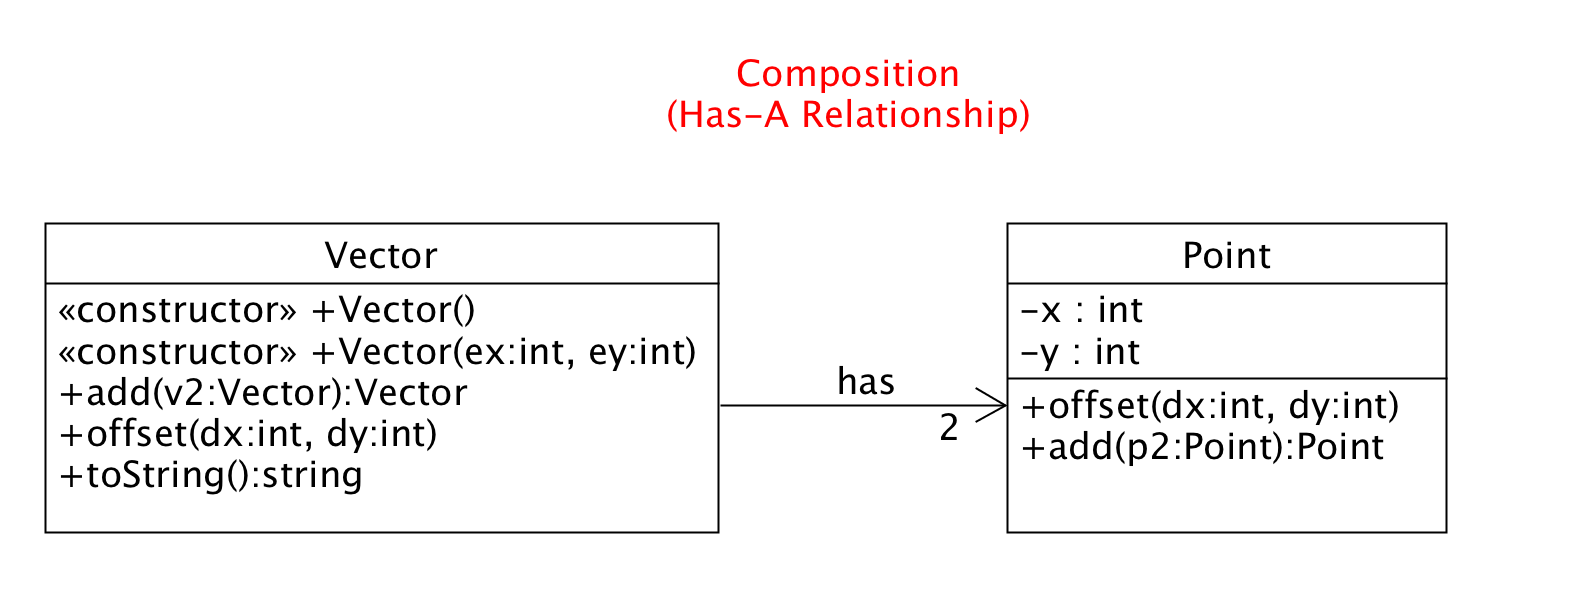 Composition
(Has-A Relationship)
Vector
«constructor» +Vector()
«constructor» +Vector(ex:int, ey:int)
+add(v2:Vector):Vector
+offset(dx:int, dy:int)
+toString():string
has
2
Point
-x : int
-y : int
+offset(dx:int, dy:int)
+add(p2:Point):Point